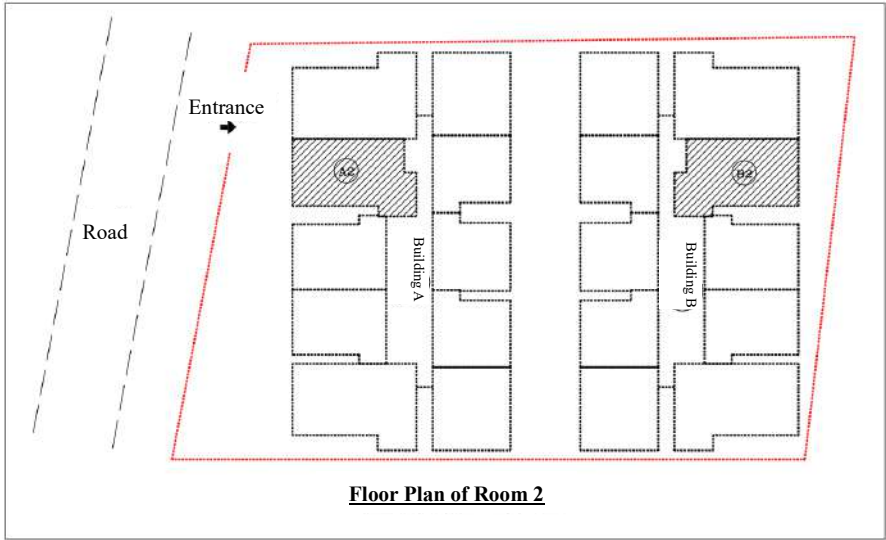 Entrance
A2
B2
Road
Building A
Building B
Floor Plan of Room 2